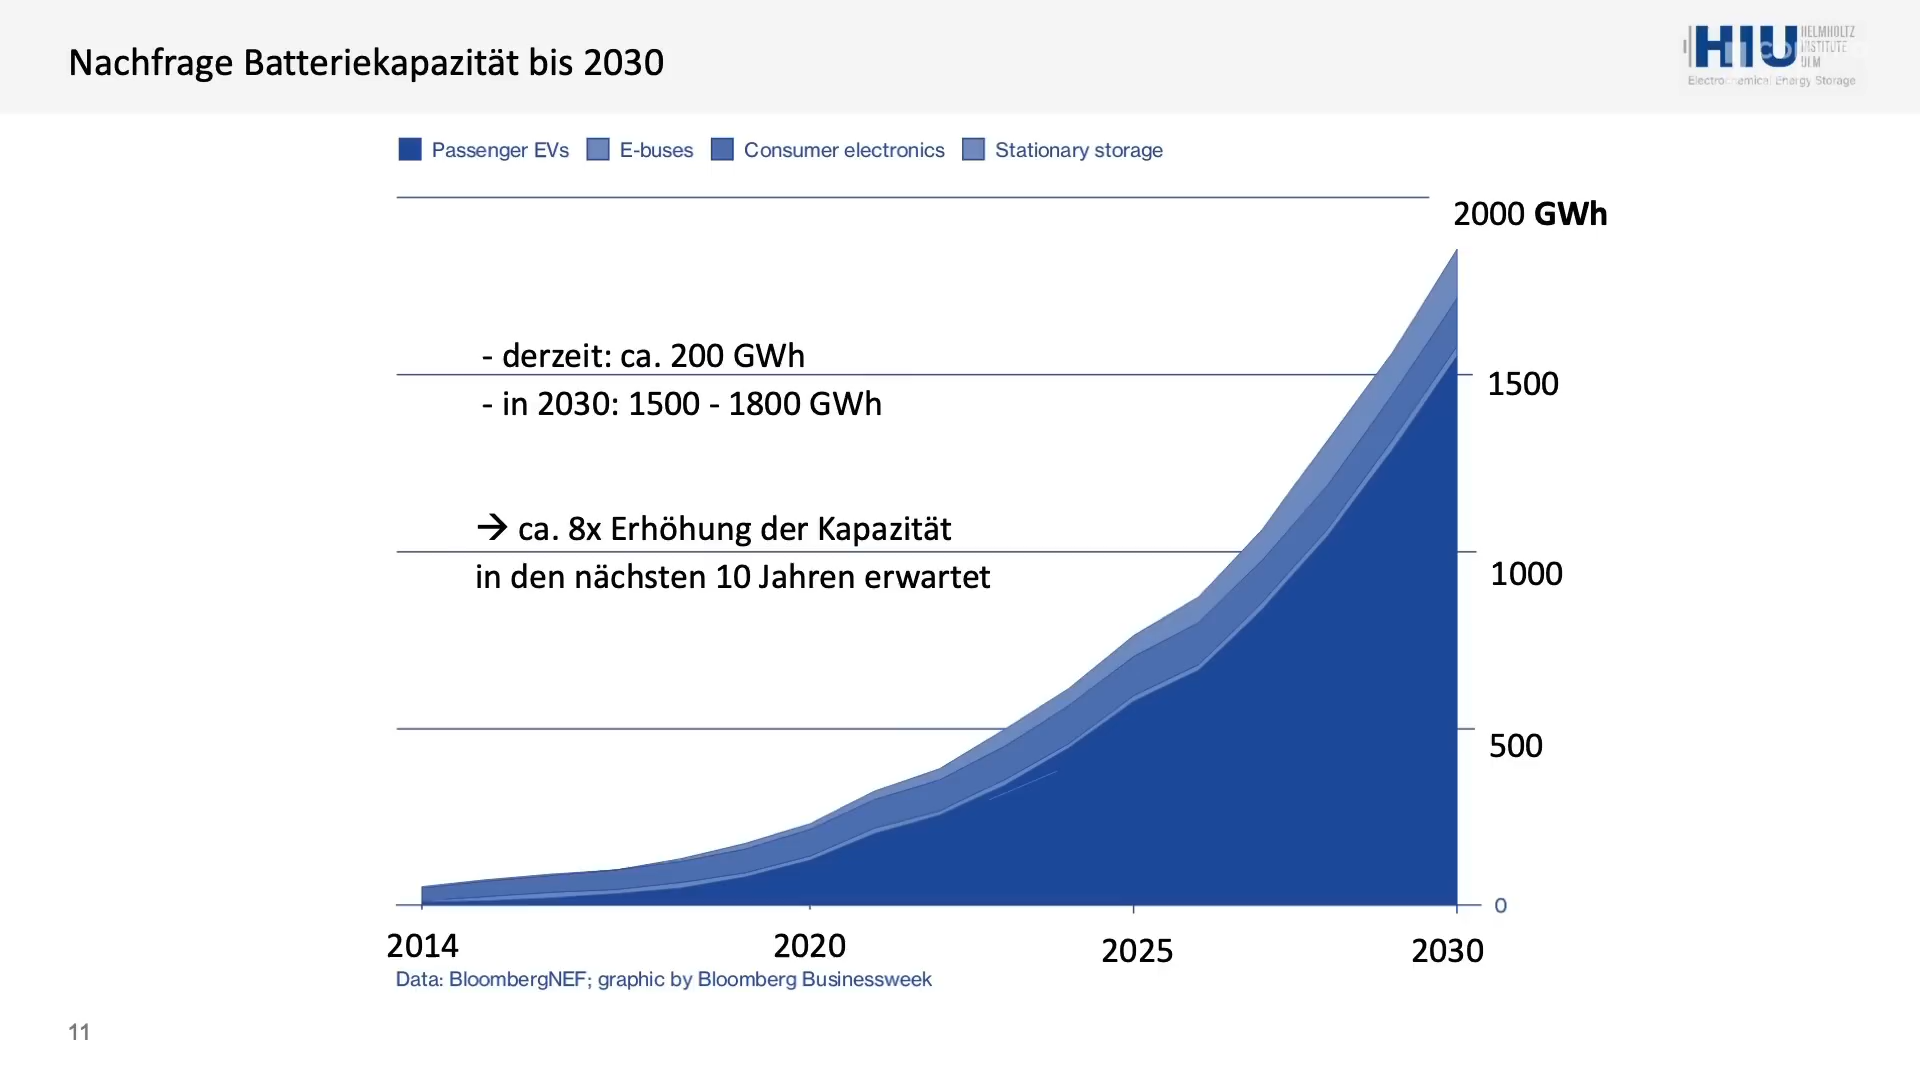 Nachfrage Batteriekapazität bis 2030
HIU
HELMHOLTZ
INSTITUTE
ULM
Electrochemical Energy Storage
Passenger EVs E-buses Consumer electronics Stationary storage
2000 GWh
- derzeit: ca. 200 GWh
1500
- in 2030: 1500 - 1800 GWh
→ ca. 8x Erhöhung der Kapazität
in den nächsten 10 Jahren erwartet
1000
500
0
2014 2020 2025 2030
Data: BloombergNEF; graphic by Bloomberg Businessweek
11